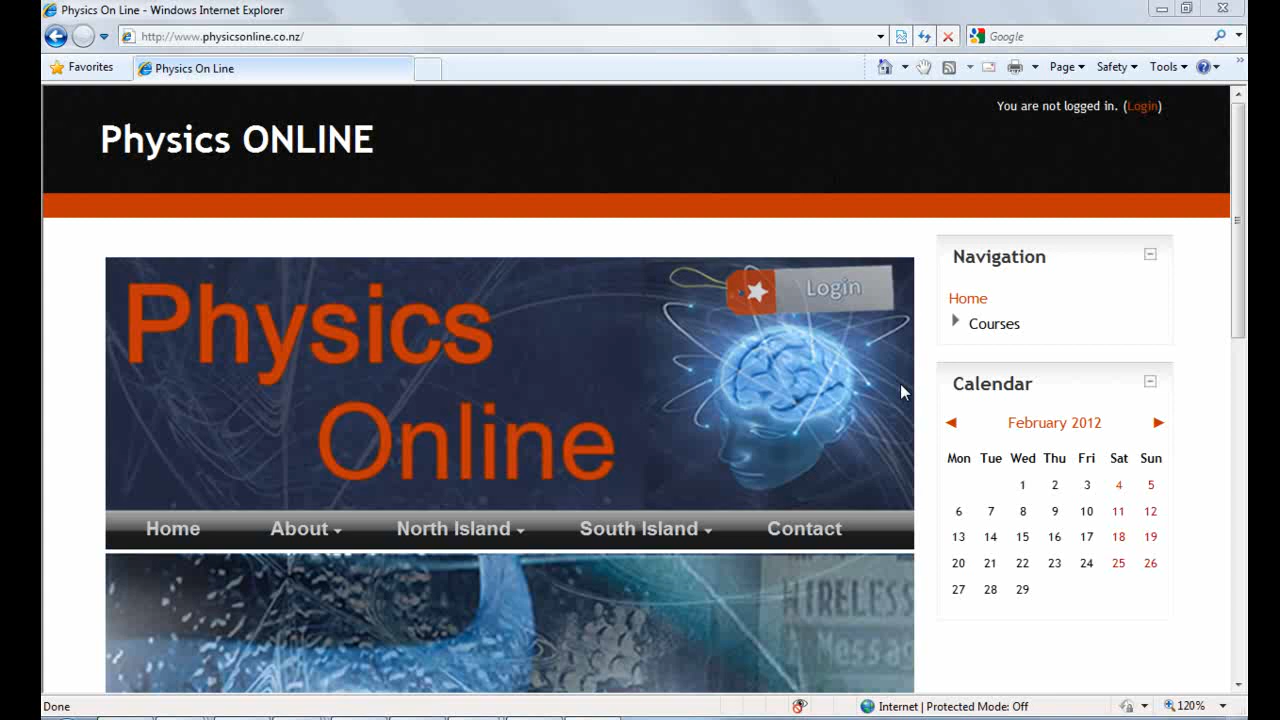 Physics On Line - Windows Internet Explorer
http://www.physicsonline.co.nz/
Google
Favorites
Physics On Line
Page
Safety
Tools
You are not logged in. (Login)
Physics ONLINE
Physics
Online
Login
Home
About
North Island
South Island
Contact
WIRELESS
A Messa
Navigation
Home
Courses
Calendar
February 2012
Mon Tue Wed Thu Fri Sat Sun
1 2 3 4 5
6 7 8 9 10 11 12
13 14 15 16 17 18 19
20 21 22 23 24 25 26
27 28 29
Done
Internet | Protected Mode: Off
120%